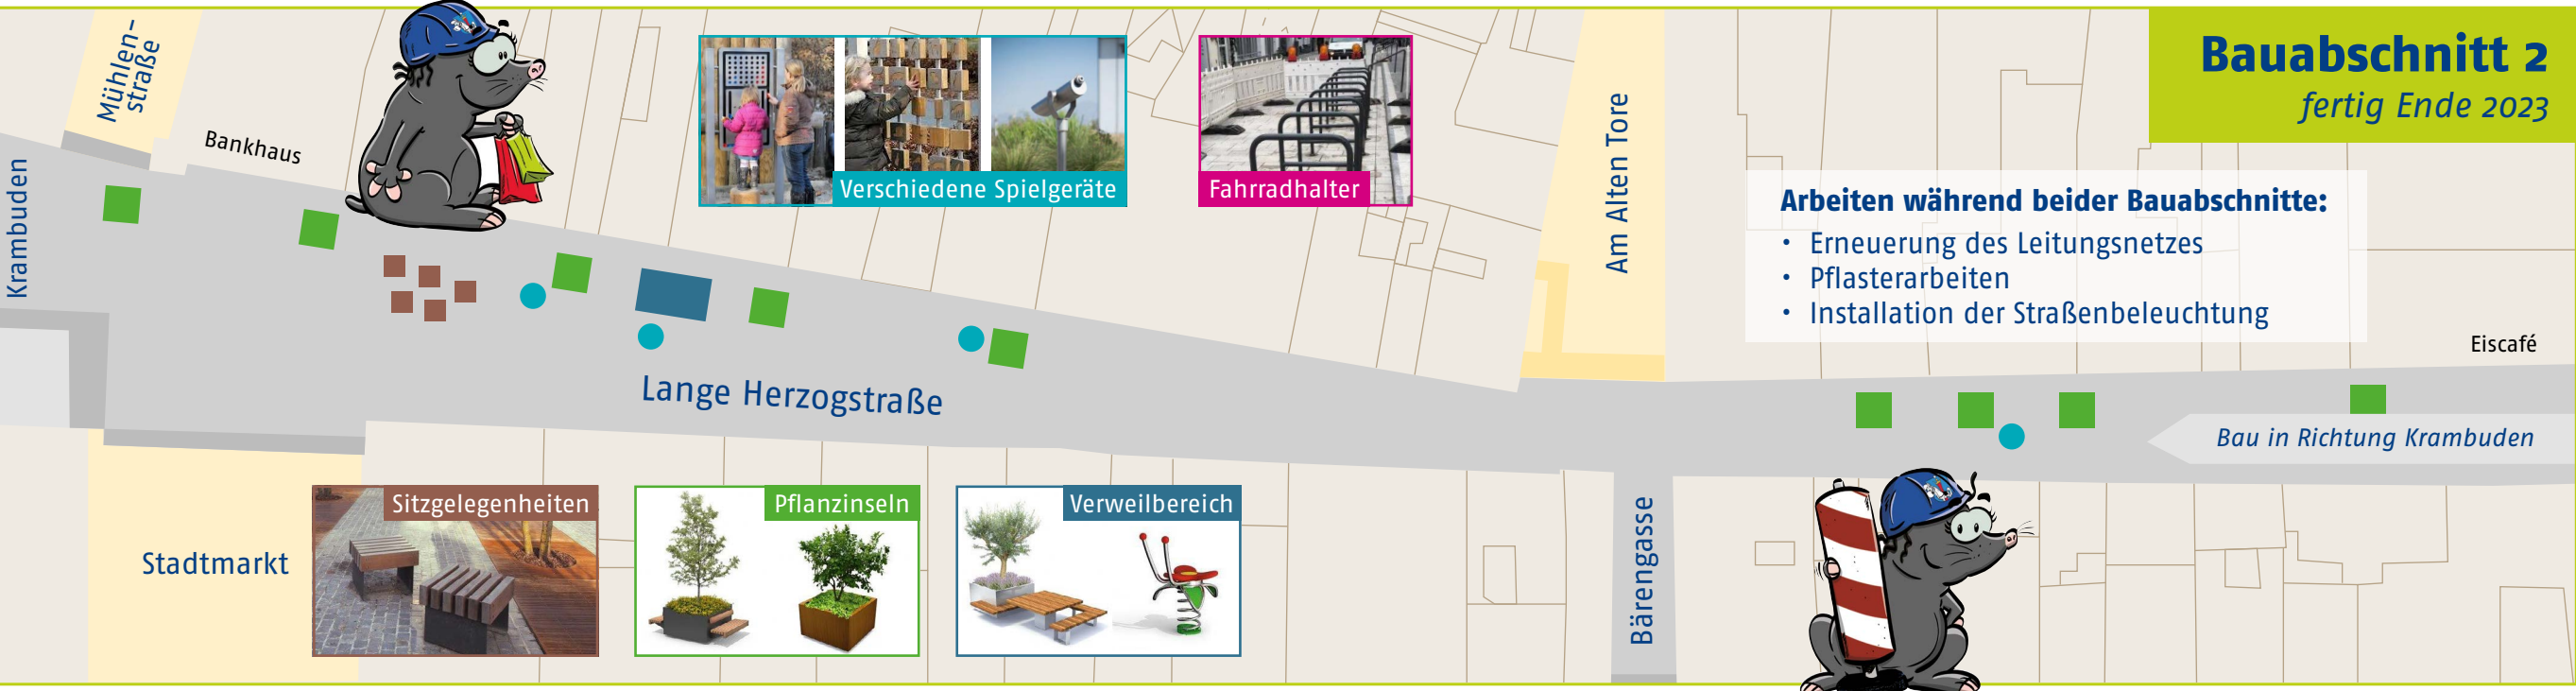 Mühlen-
straße
Bankhaus
Krambuden
Verschiedene Spielgeräte
Fahrradhalter
Am Alten Tore
Bauabschnitt 2
fertig Ende 2023
Arbeiten während beider Bauabschnitte:
• Erneuerung des Leitungsnetzes
• Pflasterarbeiten
• Installation der Straßenbeleuchtung
Eiscafé
Lange Herzogstraße
Bau in Richtung Krambuden
Stadtmarkt
Sitzgelegenheiten
Pflanzinseln
Verweilbereich
Bärengasse